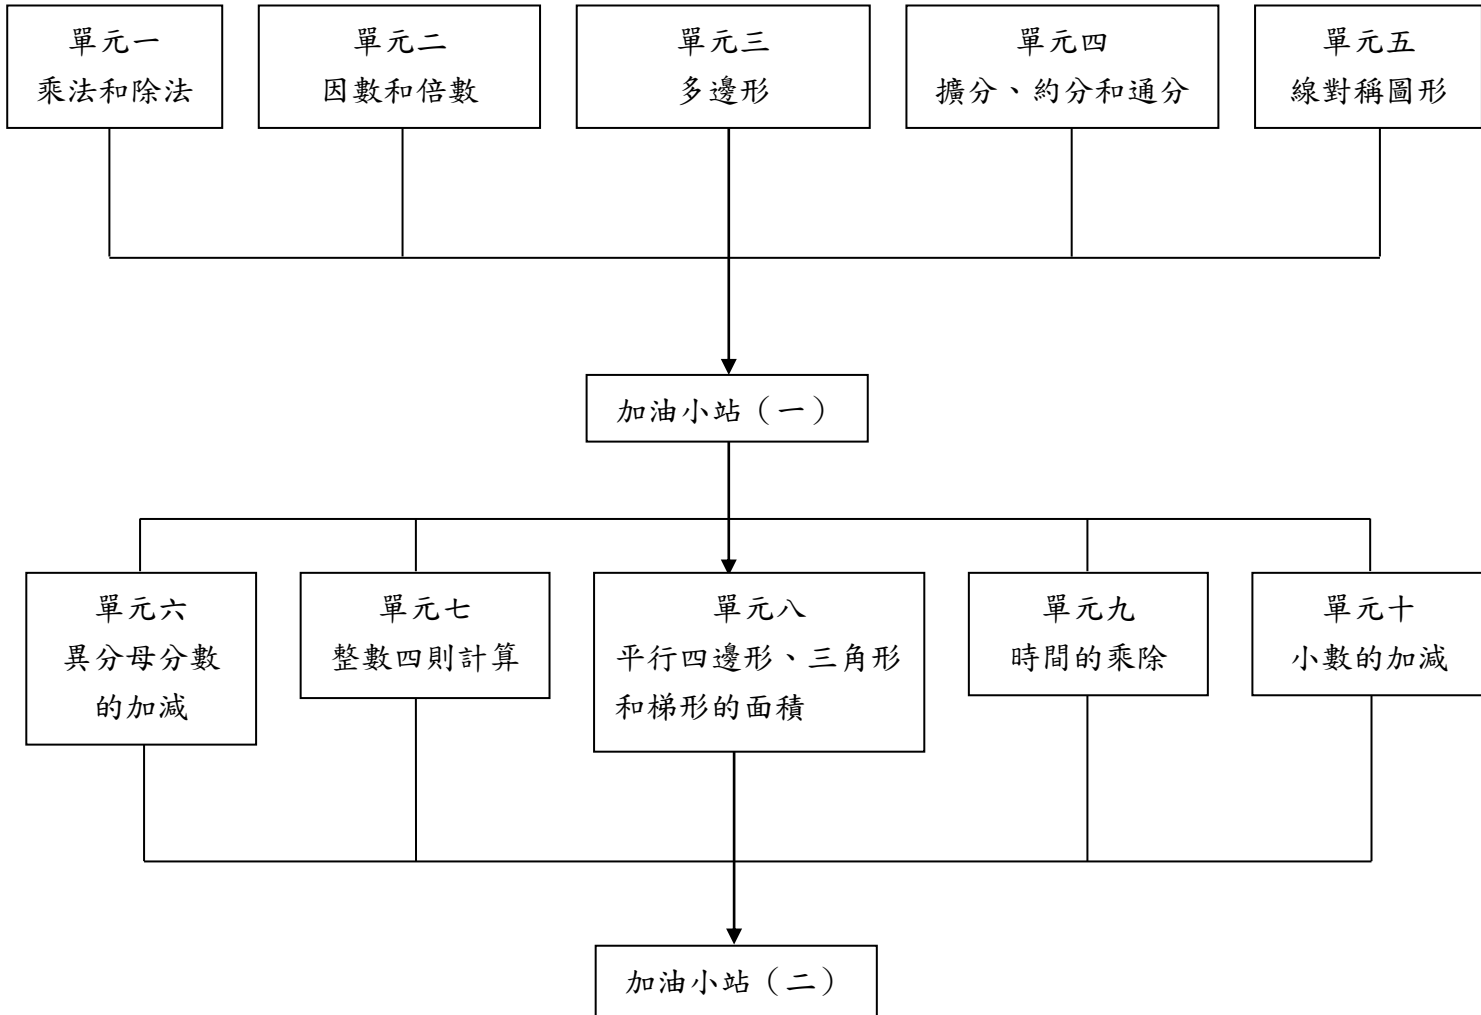 單元一
乘法和除法
單元二
因數和倍數
單元三
多邊形
單元四
擴分、約分和通分
單元五
線對稱圖形
加油小站（一）
單元六
異分母分數
的加減
單元七
整數四則計算
單元八
平行四邊形、三角形
和梯形的面積
單元九
時間的乘除
單元十
小數的加減
加油小站（二）